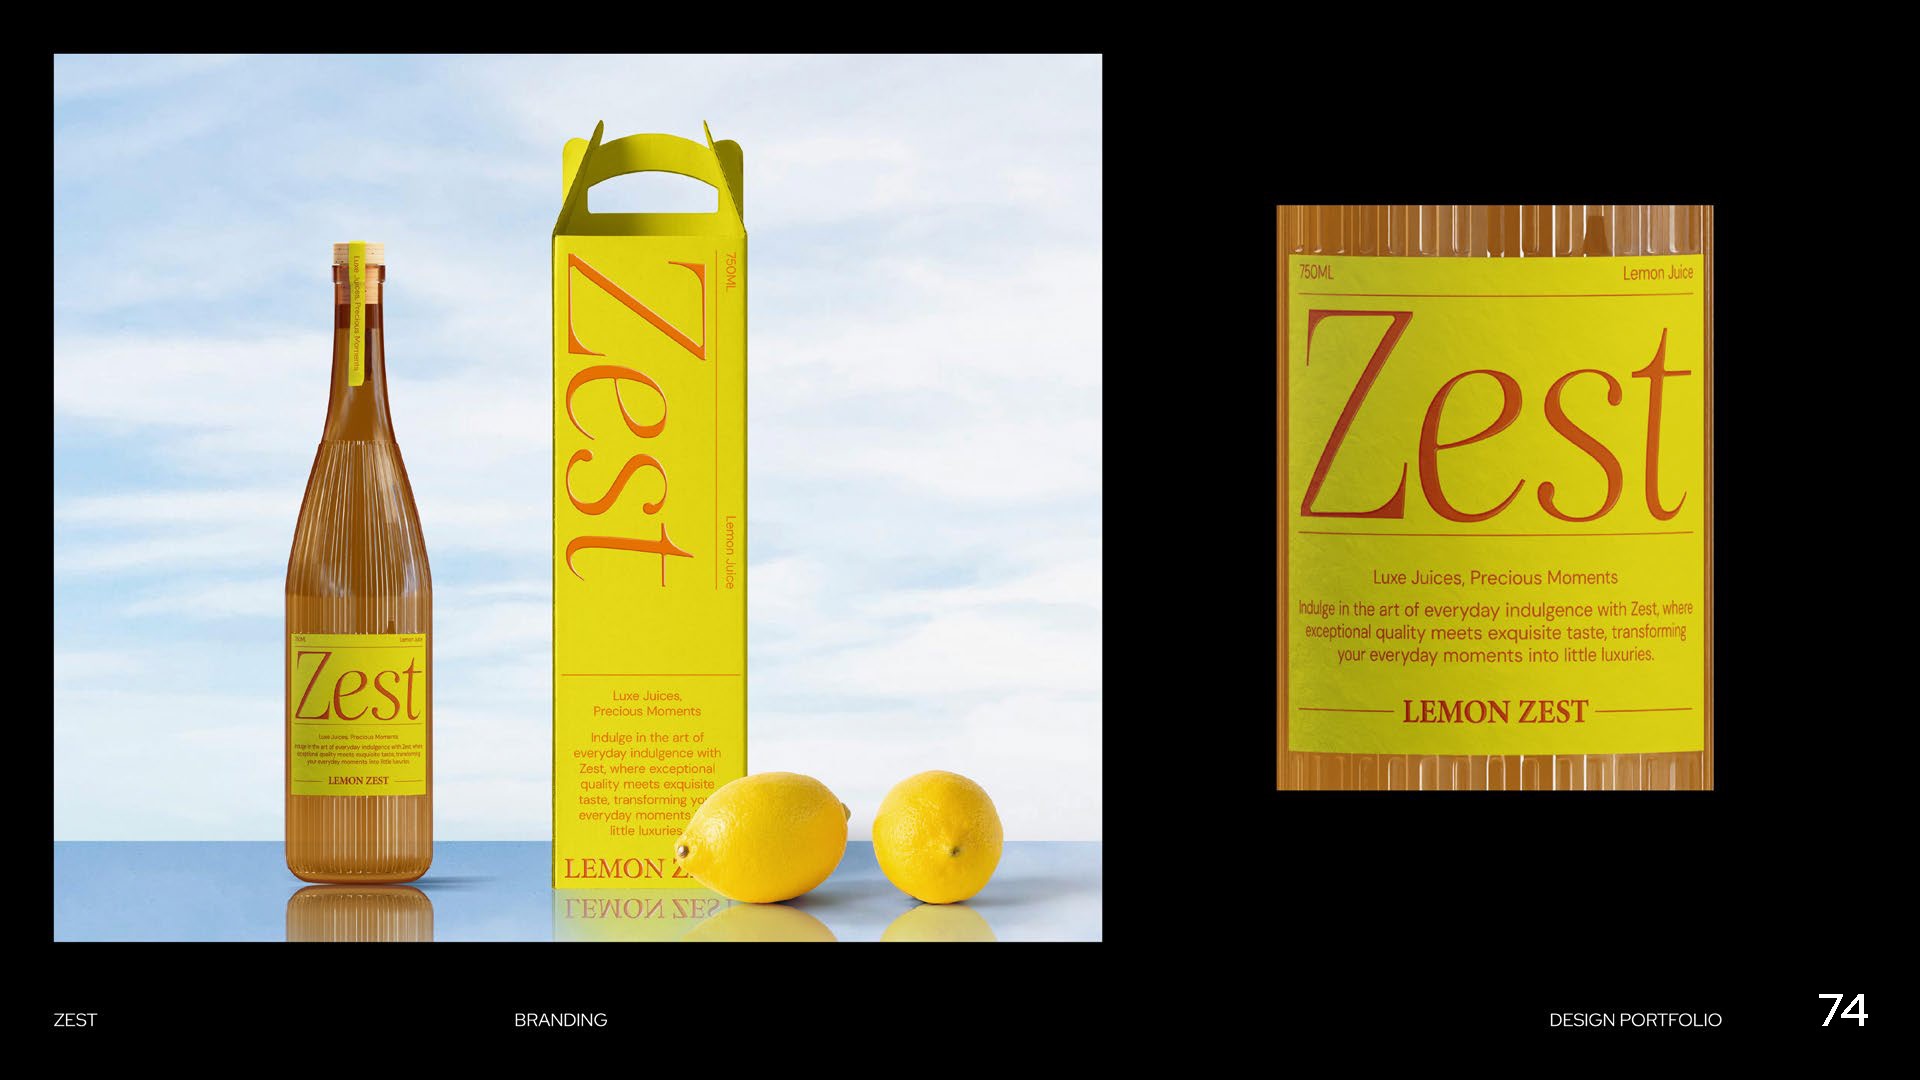 Luxe Juices, Precious Moments
750ML
Lemon Juice
Zest
Luxe Juices, Precious Moments
Indulge in the art of everyday indulgence with Zest, where
exceptional quality meets exquisite taste, transforming
your everyday moments into little luxuries.
LEMON ZEST
750ML
Lemon Juice
Zest
Luxe Juices,
Precious Moments
Indulge in the art of
everyday indulgence with
Zest, where exceptional
quality meets exquisite
taste, transforming yo
everyday moments
little luxuries
LEMON Z
LEMON ZEST
750ML
Lemon Juice
Zest
Luxe Juices, Precious Moments
Indulge in the art of everyday indulgence with Zest, where
exceptional quality meets exquisite taste, transforming
your everyday moments into little luxuries.
LEMON ZEST
ZEST
BRANDING
DESIGN PORTFOLIO
74